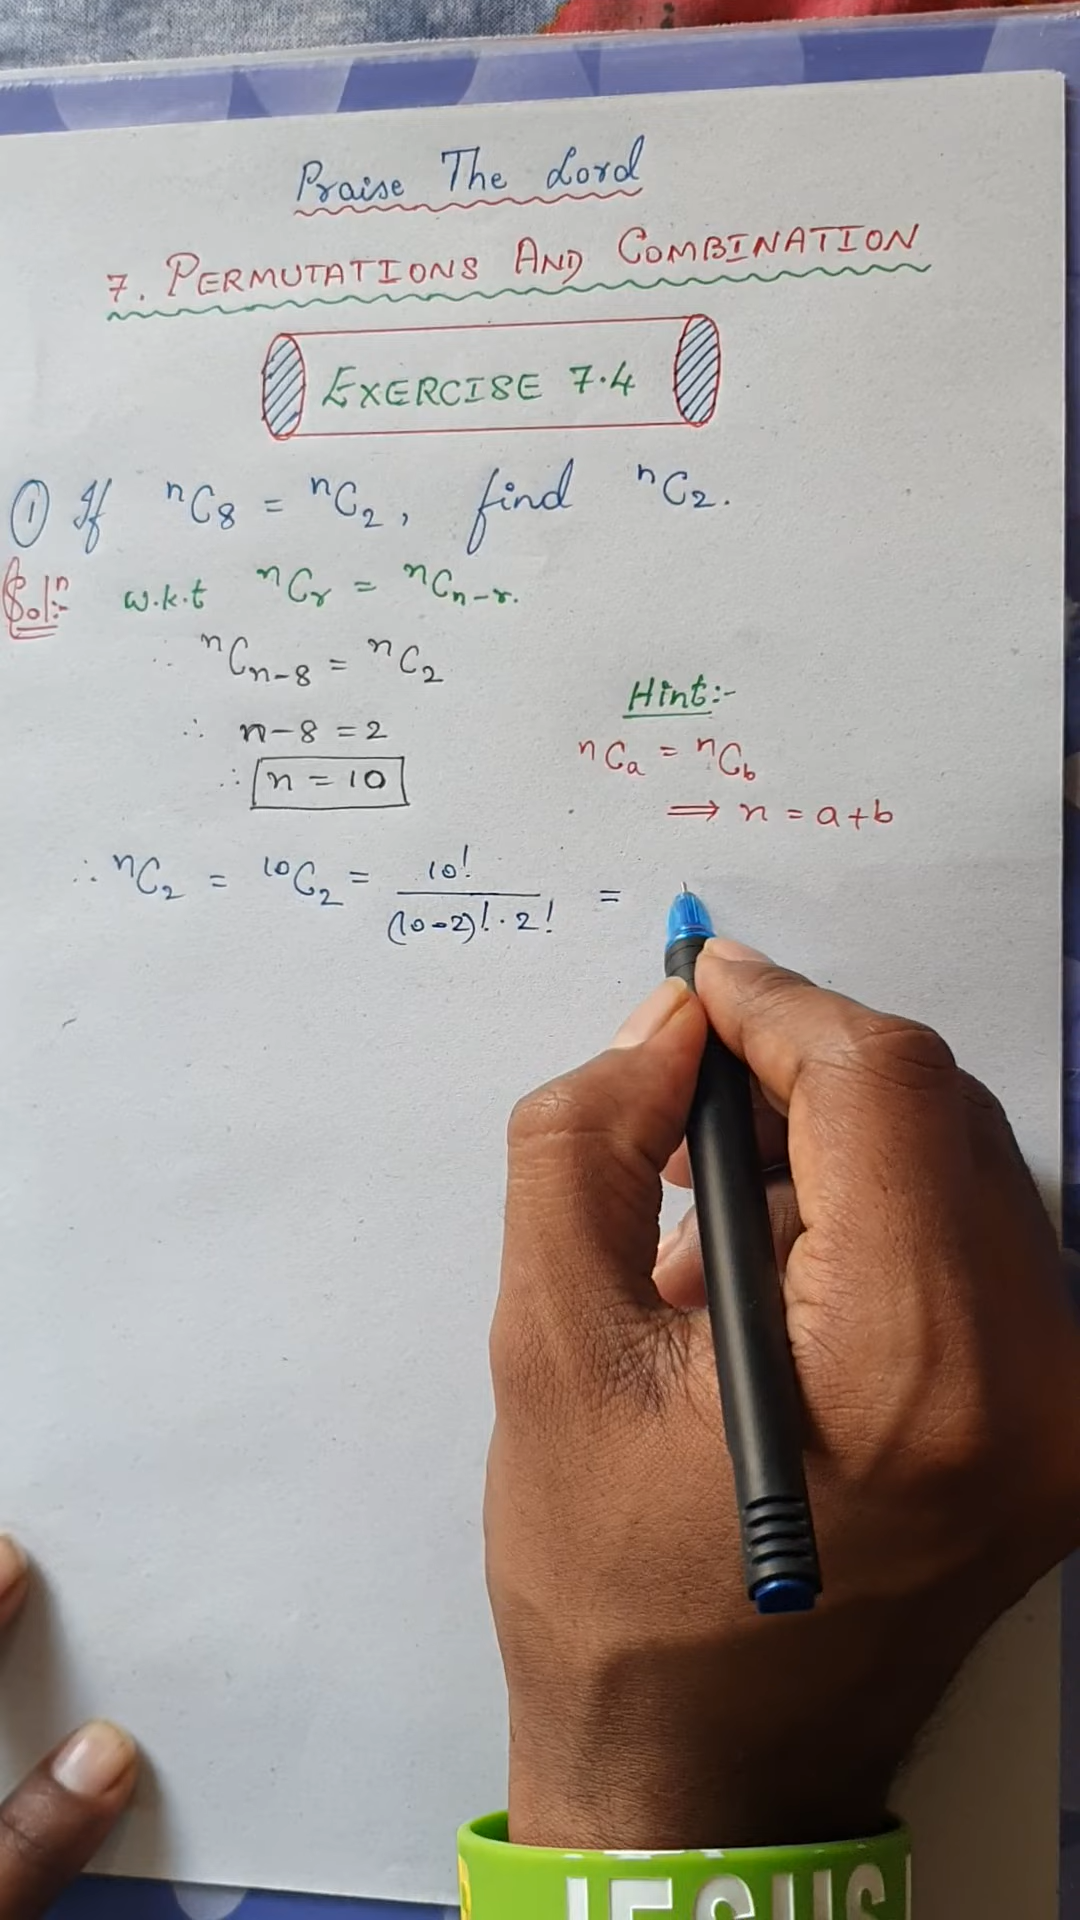 Praise The Lord
7. PERMUTATIONS AND COMBINATION
EXERCISE 7.4
① If ⁿC₈ = ⁿC₂, find ⁿC₂.
Solⁿ:- w.k.t ⁿCᵣ = ⁿCₙ₋ᵣ.
∴ ⁿCₙ₋₈ = ⁿC₂
∴ n-8 = 2
∴ n = 10
Hint:-
ⁿCₐ = ⁿC_b
⟹ n = a+b
∴ ⁿC₂ = ¹⁰C₂ = 10! / (10-2)! · 2! =
JESUS